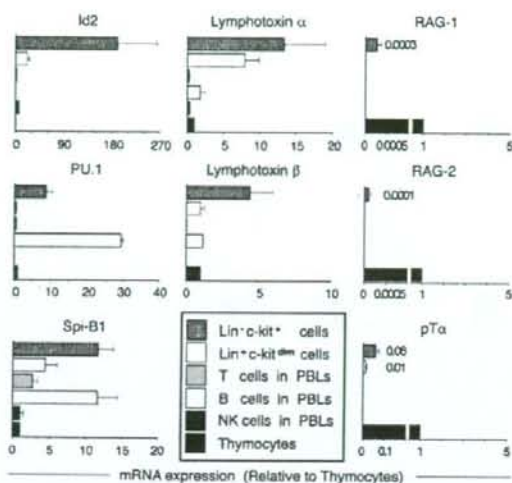 Id2
0 90 180 270
Lymphotoxin α
0 5 10 15 20
RAG-1
0.0003
0 0.0005 1 5
PU.1
0 10 20 30 40
Lymphotoxin β
0 5 10
RAG-2
0.0001
0 0.0005 1 5
Spi-B1
0 5 10 15 20
Lin⁻c-kit⁺ cells
Lin⁺c-kitᵈⁱᵐ cells
T cells in PBLs
B cells in PBLs
NK cells in PBLs
Thymocytes
pTα
0.06
0.01
0 0.1 1 5
mRNA expression (Relative to Thymocytes)